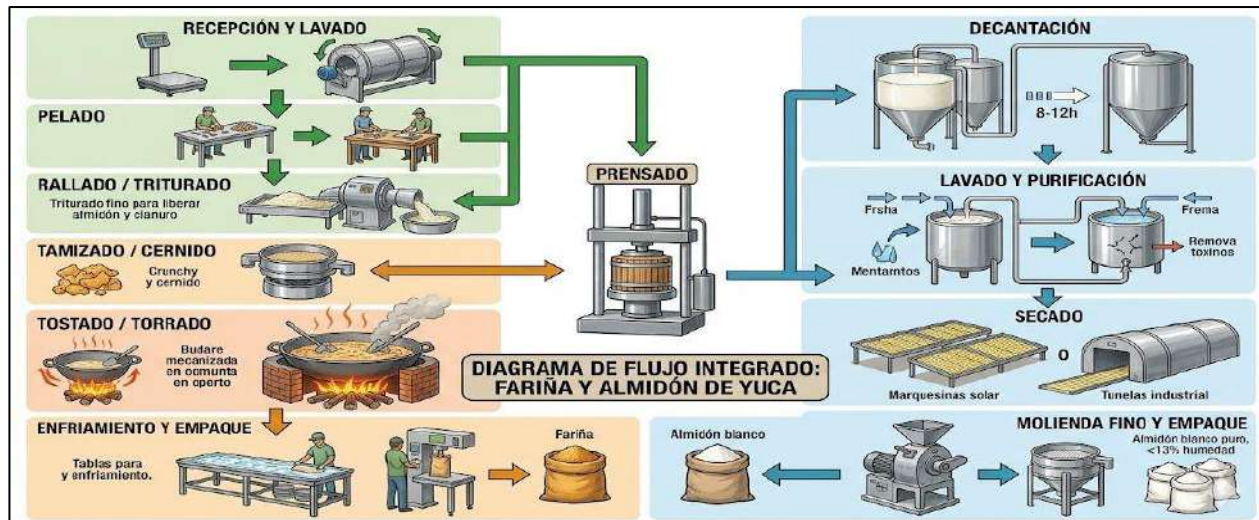 RECEPCIÓN Y LAVADO
PELADO
RALLADO / TRITURADO
Triturado fino para liberar
almidón y cianuro
TAMIZADO / CERNIDO
Crunchy
y cernido
TOSTADO / TORRADO
Budare
mecanizada
en comunta
en operto
ENFRIAMIENTO Y EMPAQUE
Tablas para
y enfriamiento.
Fariña
PRENSADO
DIAGRAMA DE FLUJO INTEGRADO:
FARIÑA Y ALMIDÓN DE YUCA
DECANTACIÓN
8-12h
LAVADO Y PURIFICACIÓN
Frsha
Frema
Mentamtos
Remova
toxinos
SECADO
O
Marquesinas solar
Tunelas industrial
MOLIENDA FINO Y EMPAQUE
Almidón blanco
Almidón blanco puro,
<13% humedad